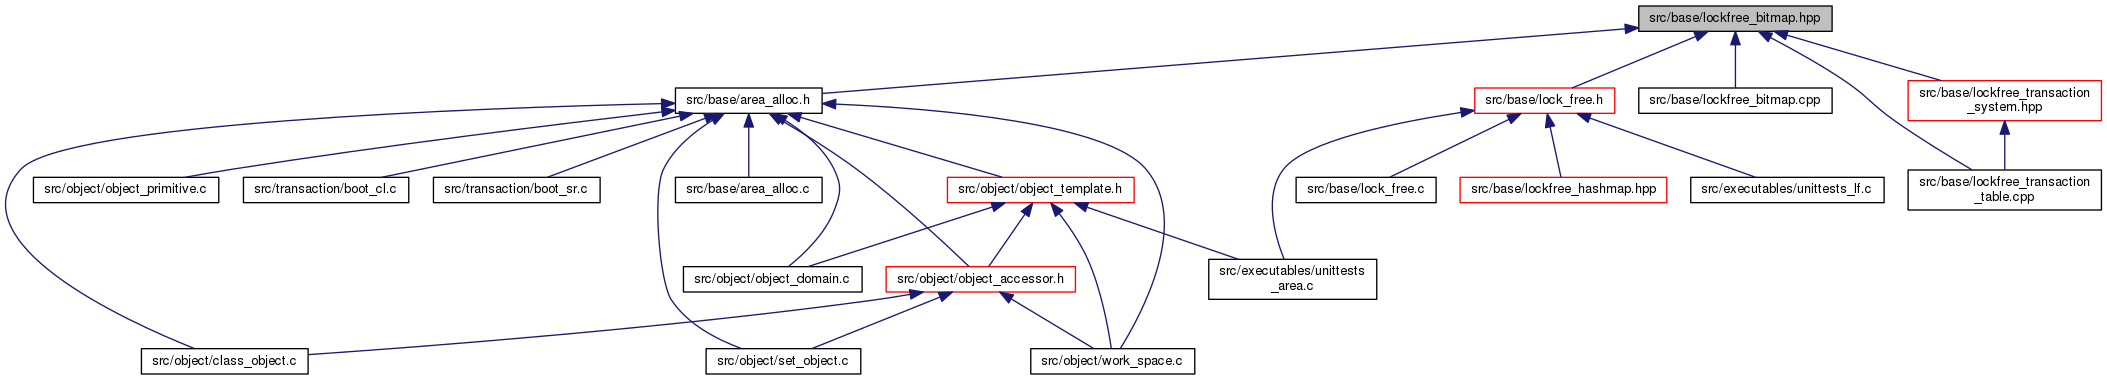 src/base/lockfree_bitmap.hpp
src/base/area_alloc.h
src/base/lock_free.h
src/base/lockfree_bitmap.cpp
src/base/lockfree_transaction
_system.hpp
src/object/object_primitive.c
src/transaction/boot_cl.c
src/transaction/boot_sr.c
src/base/area_alloc.c
src/object/object_template.h
src/base/lock_free.c
src/base/lockfree_hashmap.hpp
src/executables/unittests_lf.c
src/base/lockfree_transaction
_table.cpp
src/object/object_domain.c
src/object/object_accessor.h
src/executables/unittests
_area.c
src/object/class_object.c
src/object/set_object.c
src/object/work_space.c